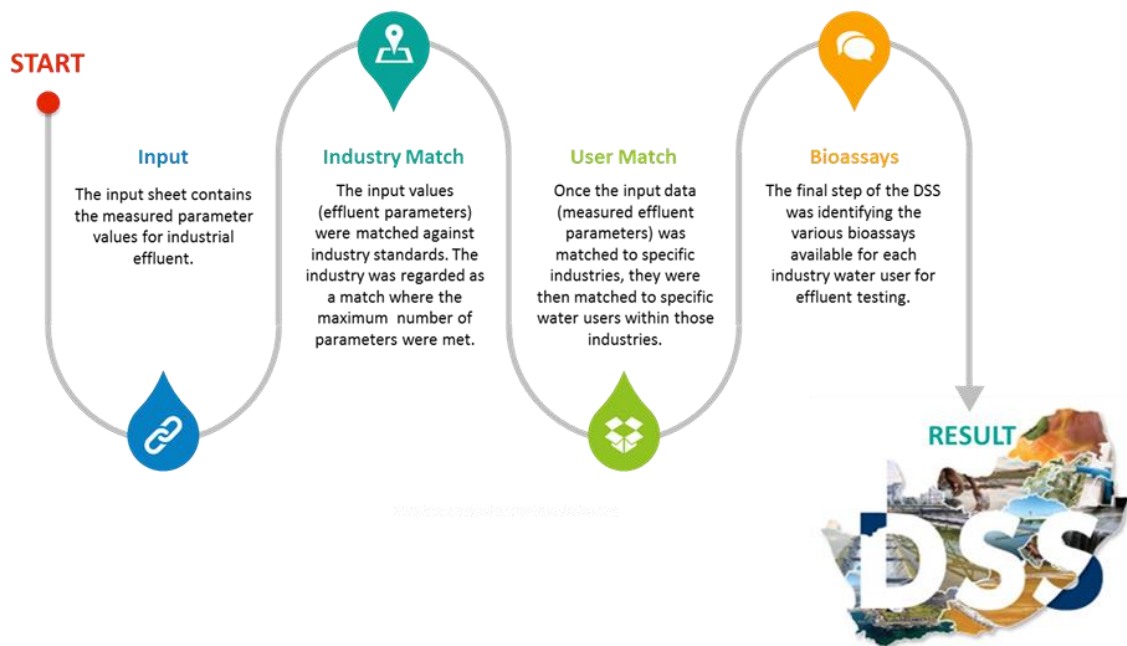 START
Input
The input sheet contains
the measured parameter
values for industrial
effluent.
Industry Match
The input values
(effluent parameters)
were matched against
industry standards. The
industry was regarded as
a match where the
maximum number of
parameters were met.
User Match
Once the input data
(measured effluent
parameters) was
matched to specific
industries, they were
then matched to specific
water users within those
industries.
Bioassays
The final step of the DSS
was identifying the
various bioassays
available for each
industry water user for
effluent testing.
RESULT
DSS